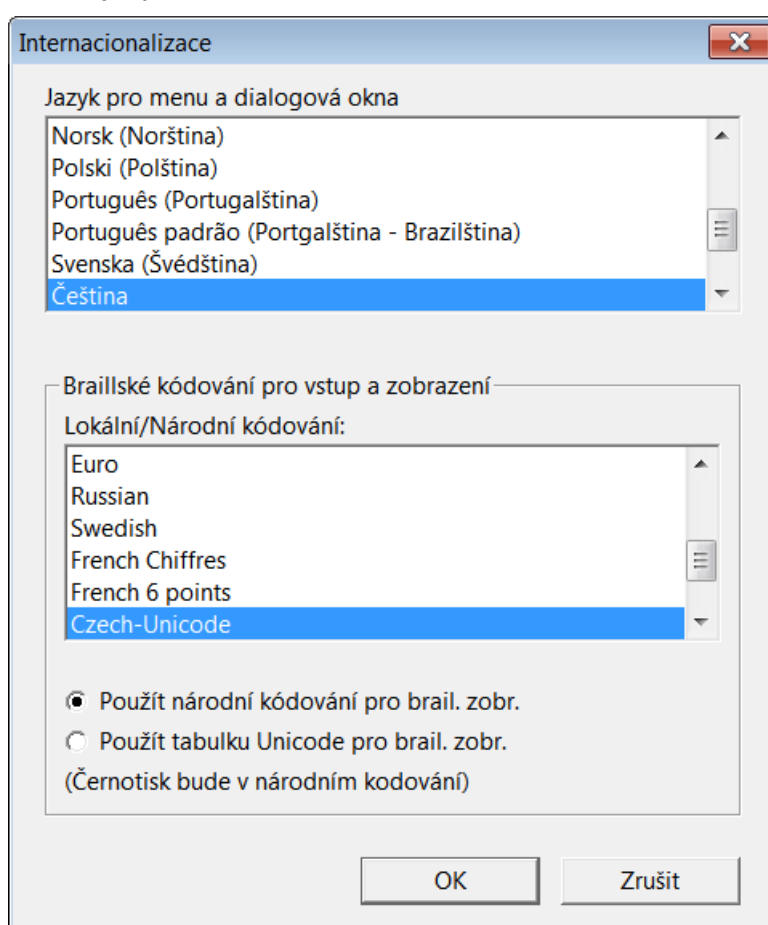 Internacionalizace
Jazyk pro menu a dialogová okna
Norsk (Norština)
Polski (Polština)
Português (Portugalština)
Português padrão (Portgalština - Brazilština)
Svenska (Švédština)
Čeština
Braillské kódování pro vstup a zobrazení
Lokální/Národní kódování:
Euro
Russian
Swedish
French Chiffres
French 6 points
Czech-Unicode
Použít národní kódování pro brail. zobr.
Použít tabulku Unicode pro brail. zobr.
(Černotisk bude v národním kodování)
OK Zrušit